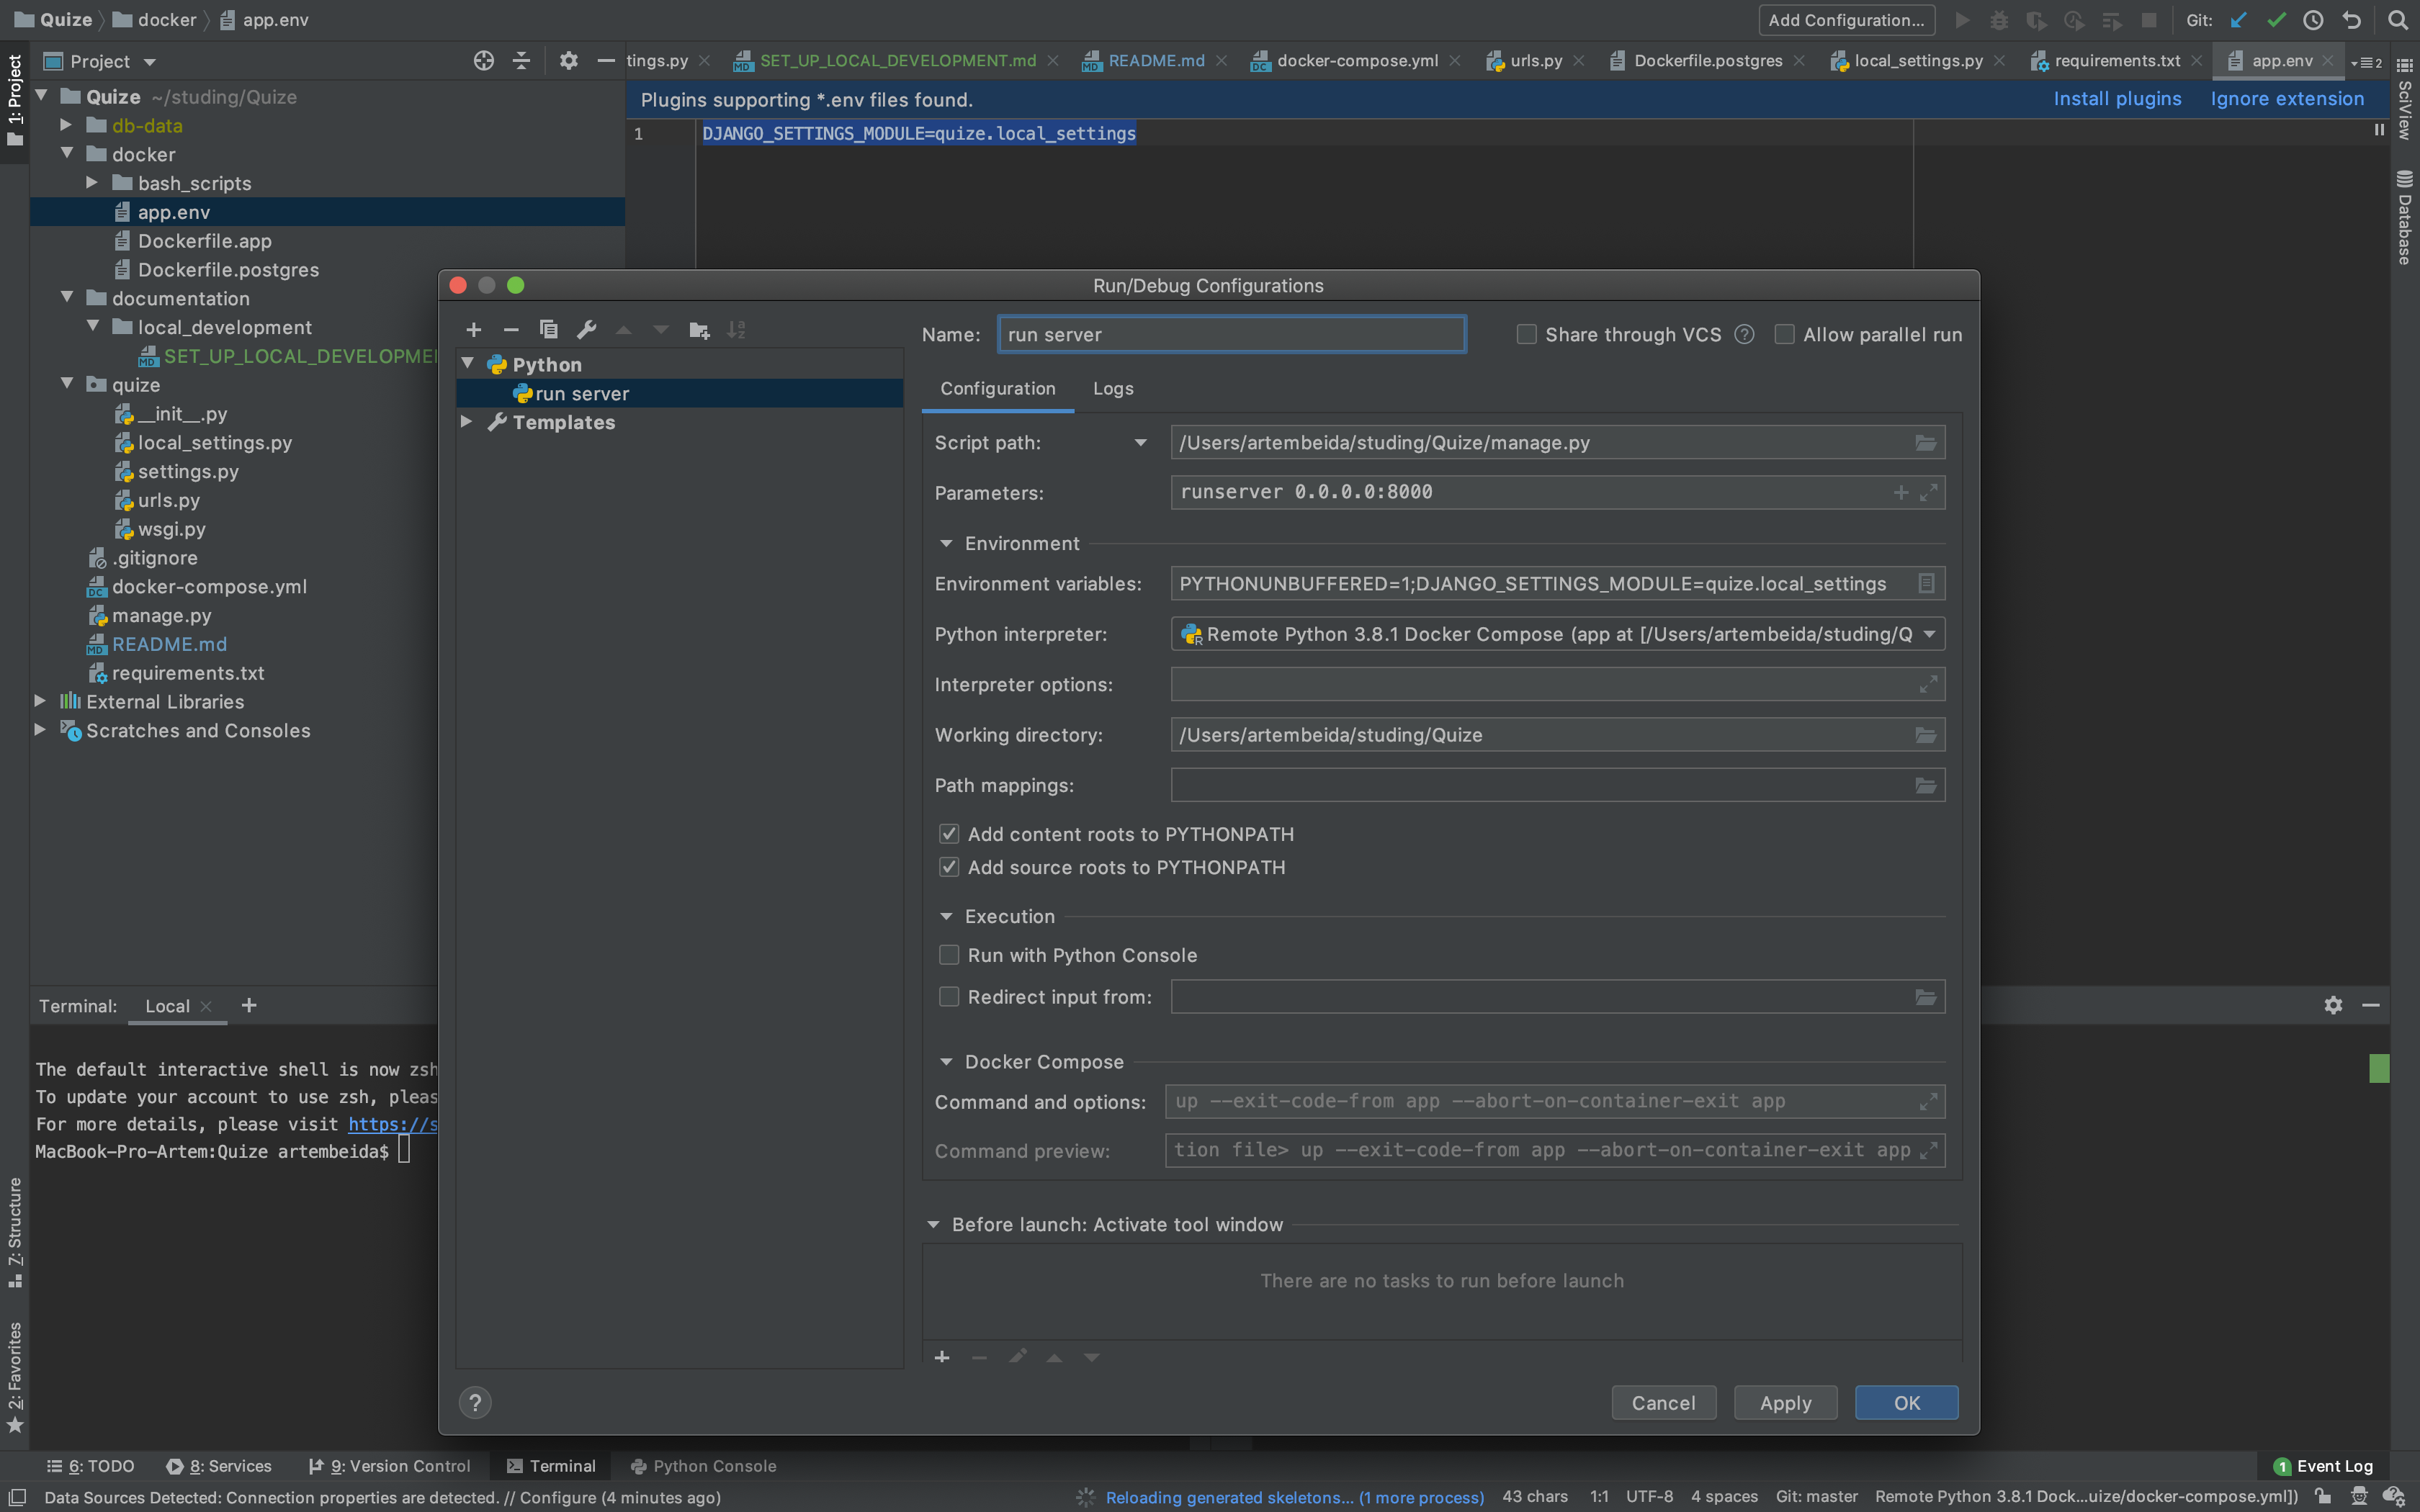 Quize
docker
app.env
Add Configuration...
Git:
1: Project
Project
tings.py
SET_UP_LOCAL_DEVELOPMENT.md
README.md
docker-compose.yml
urls.py
Dockerfile.postgres
local_settings.py
requirements.txt
app.env
2
SciView
Database
Plugins supporting *.env files found.
Install plugins
Ignore extension
1
DJANGO_SETTINGS_MODULE=quize.local_settings
Quize ~/studing/Quize
db-data
docker
bash_scripts
app.env
Dockerfile.app
Dockerfile.postgres
documentation
local_development
SET_UP_LOCAL_DEVELOPME
quize
__init__.py
local_settings.py
settings.py
urls.py
wsgi.py
.gitignore
docker-compose.yml
manage.py
README.md
requirements.txt
External Libraries
Scratches and Consoles
Run/Debug Configurations
Python
run server
Templates
Name:
run server
Share through VCS
?
Allow parallel run
Configuration
Logs
Script path:
/Users/artembeida/studing/Quize/manage.py
Parameters:
runserver 0.0.0.0:8000
Environment
Environment variables:
PYTHONUNBUFFERED=1;DJANGO_SETTINGS_MODULE=quize.local_settings
Python interpreter:
Remote Python 3.8.1 Docker Compose (app at [/Users/artembeida/studing/Q
Interpreter options:
Working directory:
/Users/artembeida/studing/Quize
Path mappings:
Add content roots to PYTHONPATH
Add source roots to PYTHONPATH
Execution
Run with Python Console
Redirect input from:
Docker Compose
Command and options:
up --exit-code-from app --abort-on-container-exit app
Command preview:
tion file> up --exit-code-from app --abort-on-container-exit app
Before launch: Activate tool window
There are no tasks to run before launch
?
Cancel
Apply
OK
Terminal:
Local
The default interactive shell is now zsh
To update your account to use zsh, pleas
For more details, please visit https://s
MacBook-Pro-Artem:Quize artembeida$
7: Structure
2: Favorites
6: TODO
8: Services
9: Version Control
Terminal
Python Console
1
Event Log
Data Sources Detected: Connection properties are detected. // Configure (4 minutes ago)
Reloading generated skeletons... (1 more process)
43 chars
1:1
UTF-8
4 spaces
Git: master
Remote Python 3.8.1 Dock...uize/docker-compose.yml])